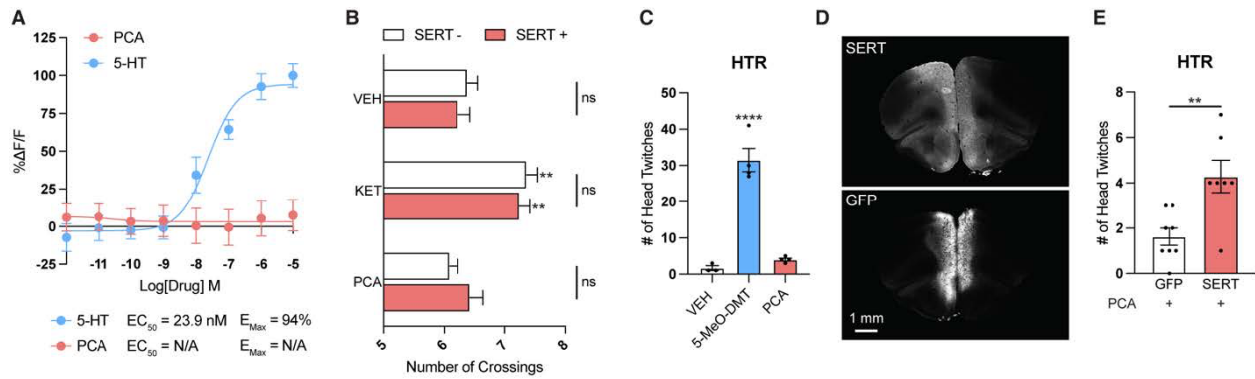 A
PCA
5-HT
%ΔF/F
125
100
75
50
25
0
-25
-11 -10 -9 -8 -7 -6 -5
Log[Drug] M
5-HT EC50 = 23.9 nM EMax = 94%
PCA EC50 = N/A EMax = N/A
B
SERT - SERT +
VEH
ns
KET
**
**
ns
PCA
ns
5 6 7 8
Number of Crossings
C
HTR
# of Head Twitches
50
40
30
20
10
0
****
VEH 5-MeO-DMT PCA
D
SERT
GFP
1 mm
E
HTR
# of Head Twitches
8
6
4
2
0
**
GFP SERT
PCA + +